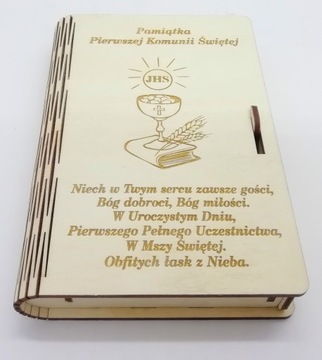 Pamiątka
Pierwszej Komunii Świętej
JHS
Niech w Twym sercu zawsze gości,
Bóg dobroci, Bóg miłości.
W Uroczystym Dniu,
Pierwszego Pełnego Uczestnictwa,
W Mszy Świętej.
Obfitych łask z Nieba.